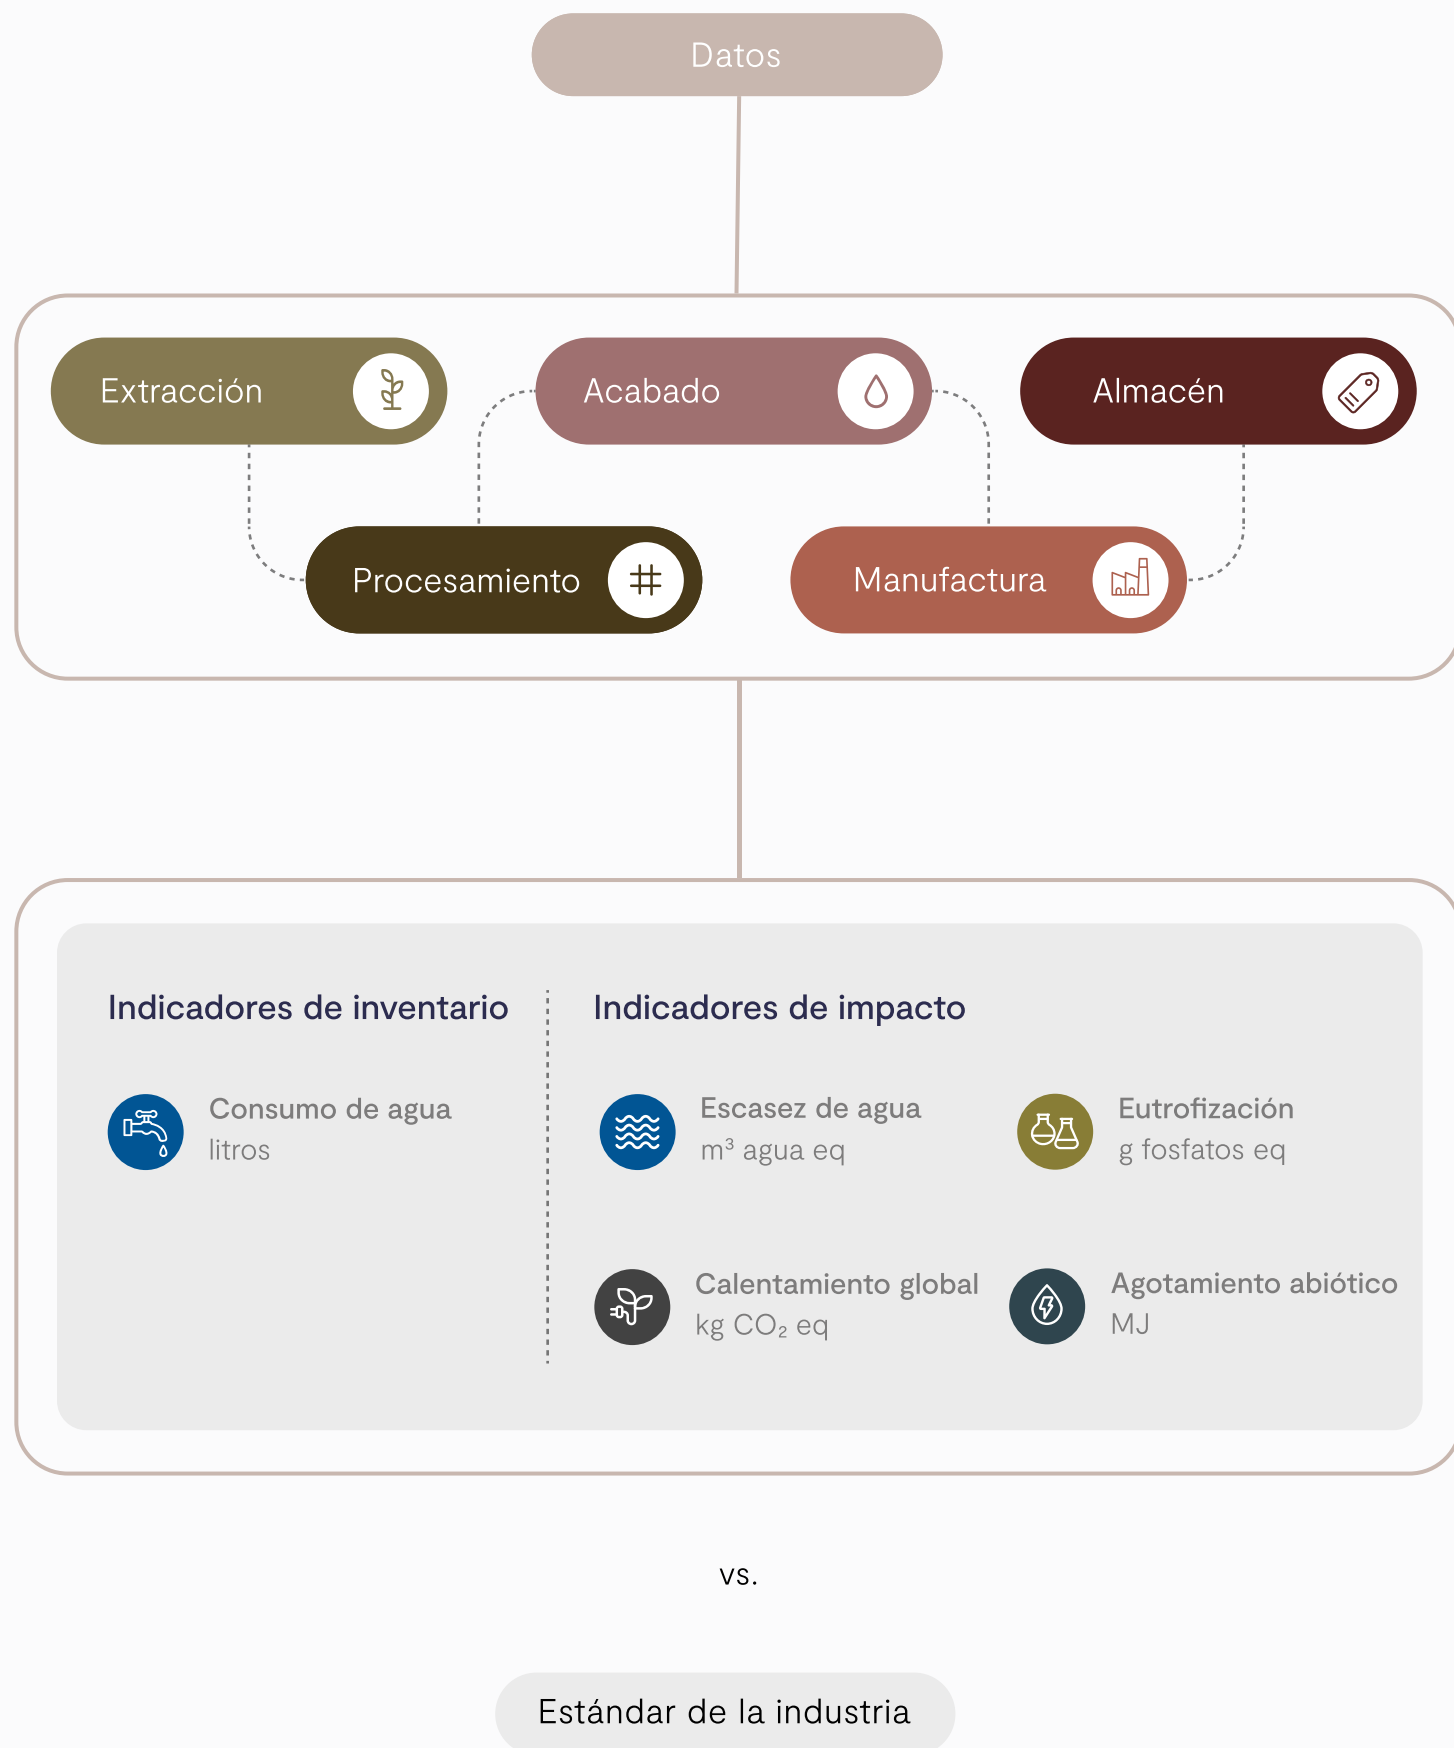 Datos
Extracción
Acabado
Almacén
Procesamiento
Manufactura
Indicadores de inventario
Consumo de agua
litros
Indicadores de impacto
Escasez de agua
m³ agua eq
Eutrofización
g fosfatos eq
Calentamiento global
kg CO₂ eq
Agotamiento abiótico
MJ
vs.
Estándar de la industria